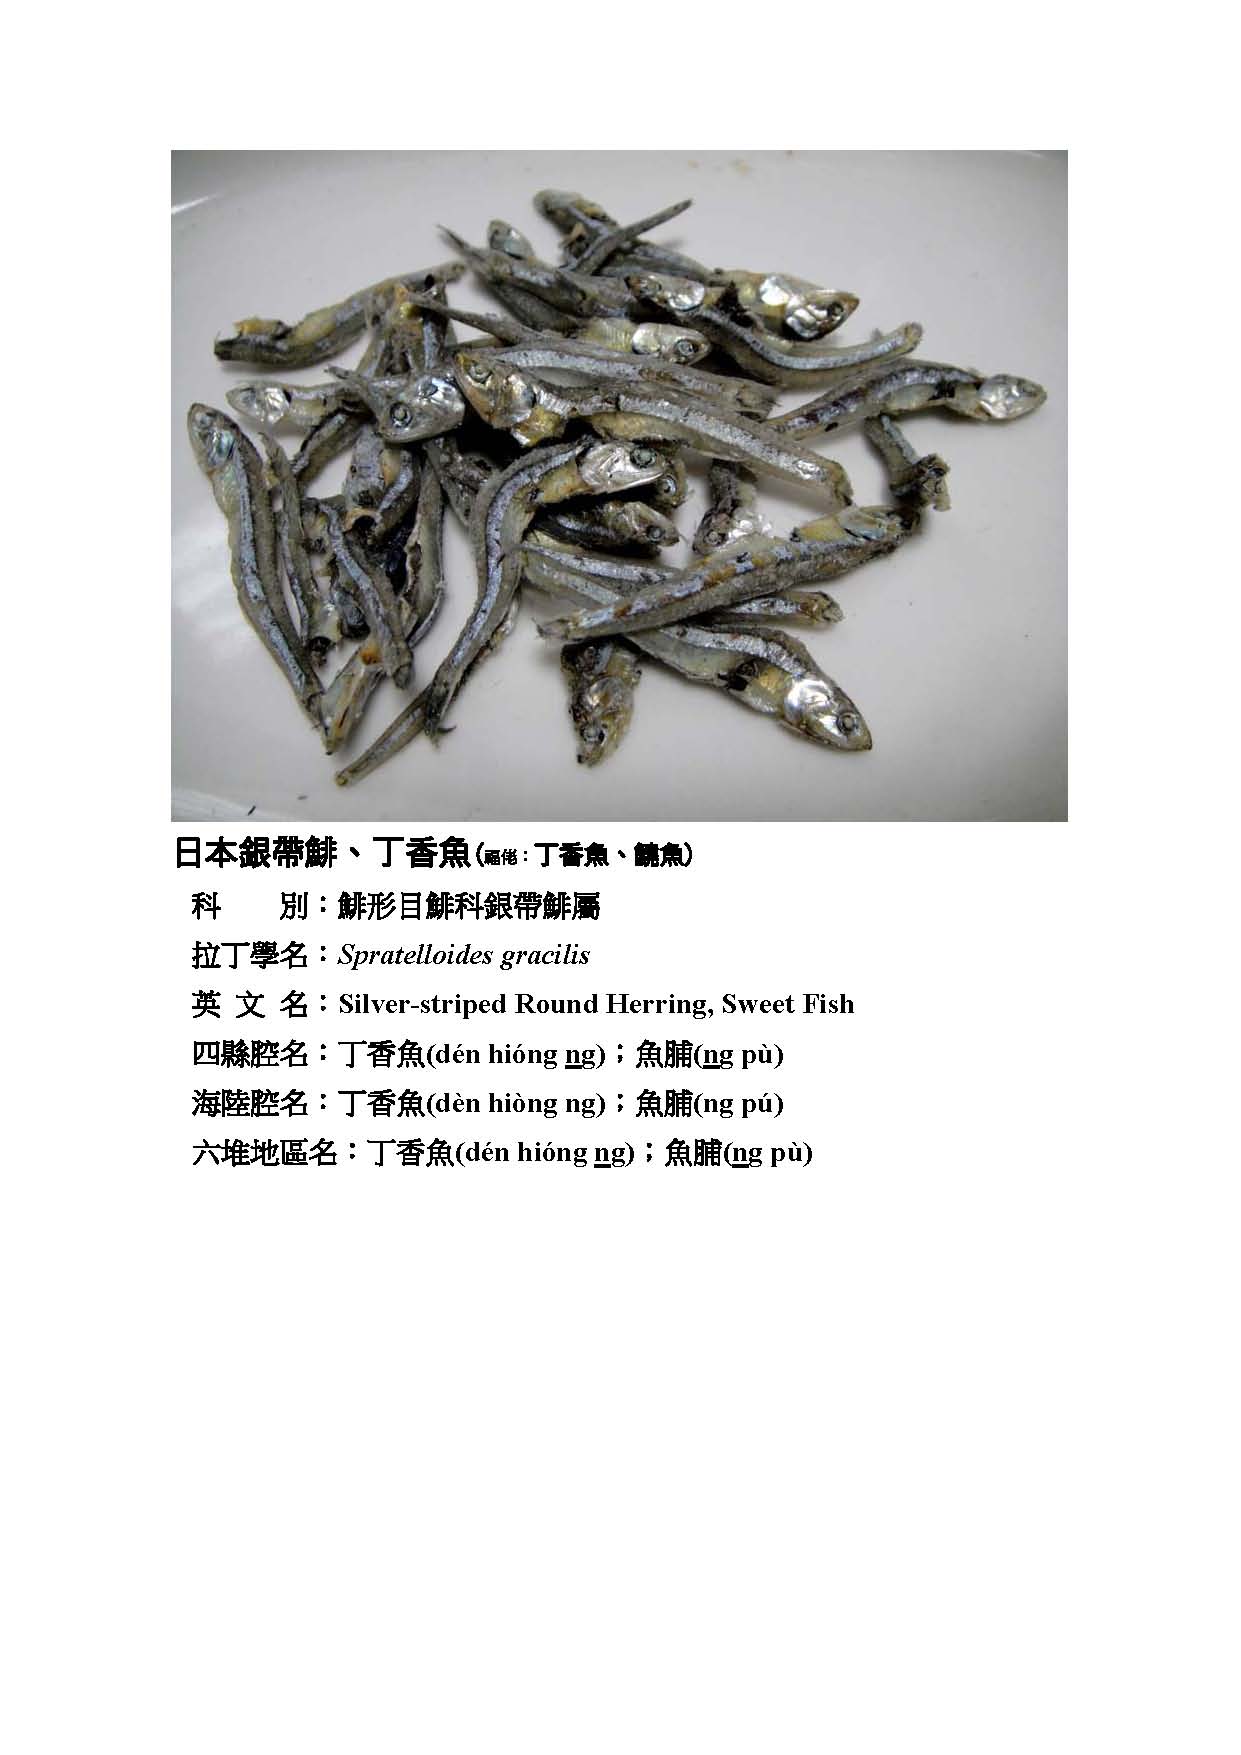 日本銀帶鯡、丁香魚(福佬：丁香魚、鱙魚)
科　　別：鯡形目鯡科銀帶鯡屬
拉丁學名：Spratelloides gracilis
英 文 名：Silver-striped Round Herring, Sweet Fish
四縣腔名：丁香魚(dén hióng ng)；魚脯(ng pù)
海陸腔名：丁香魚(dèn hiòng ng)；魚脯(ng pú)
六堆地區名：丁香魚(dén hióng ng)；魚脯(ng pù)